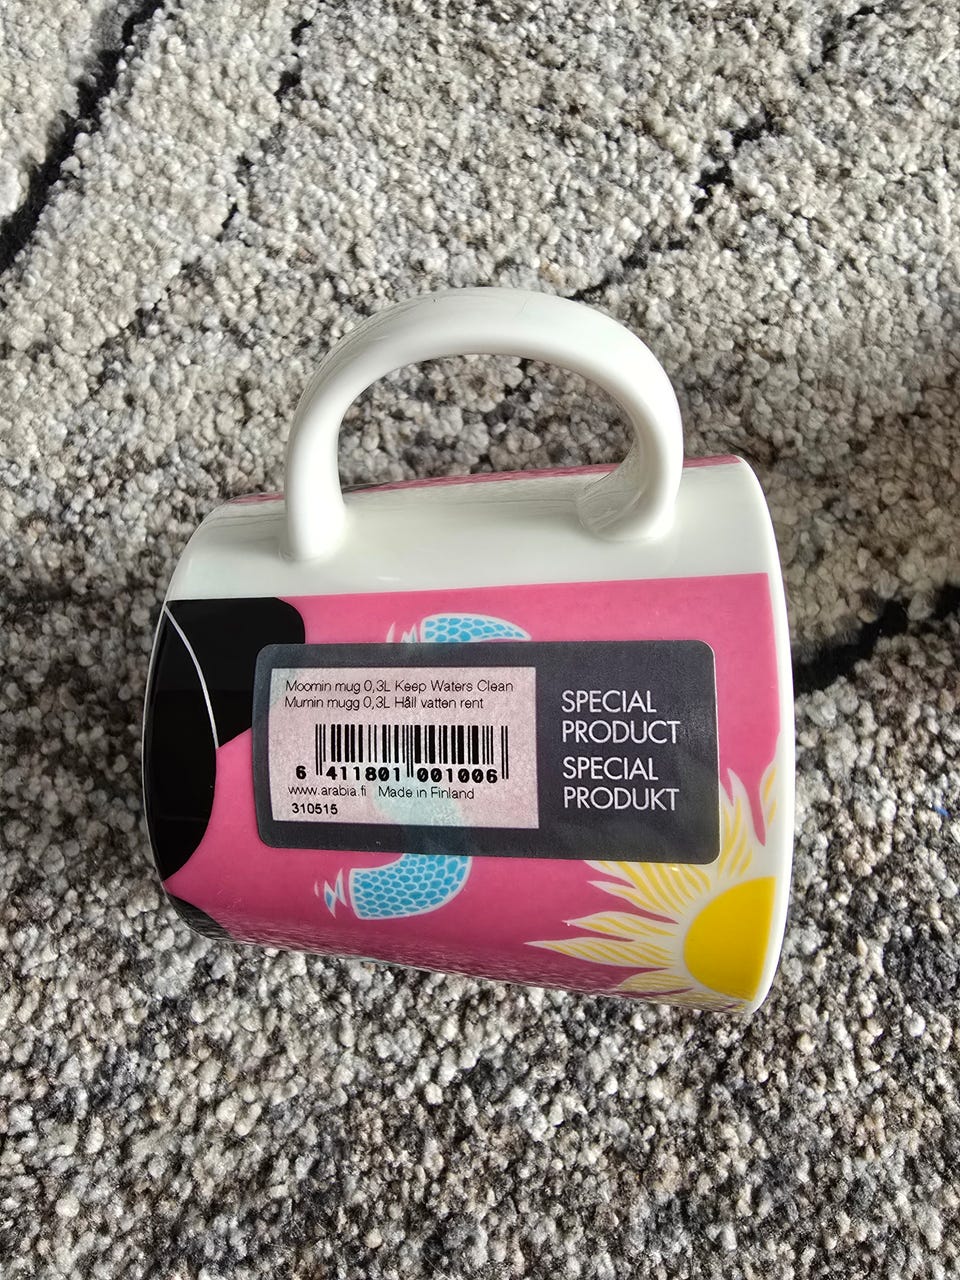 Moomin mug 0,3L Keep Waters Clean
Mumin mugg 0,3L Håll vatten rent
6 411801 001006
www.arabia.fi Made in Finland
310515
SPECIAL
PRODUCT
SPECIAL
PRODUKT